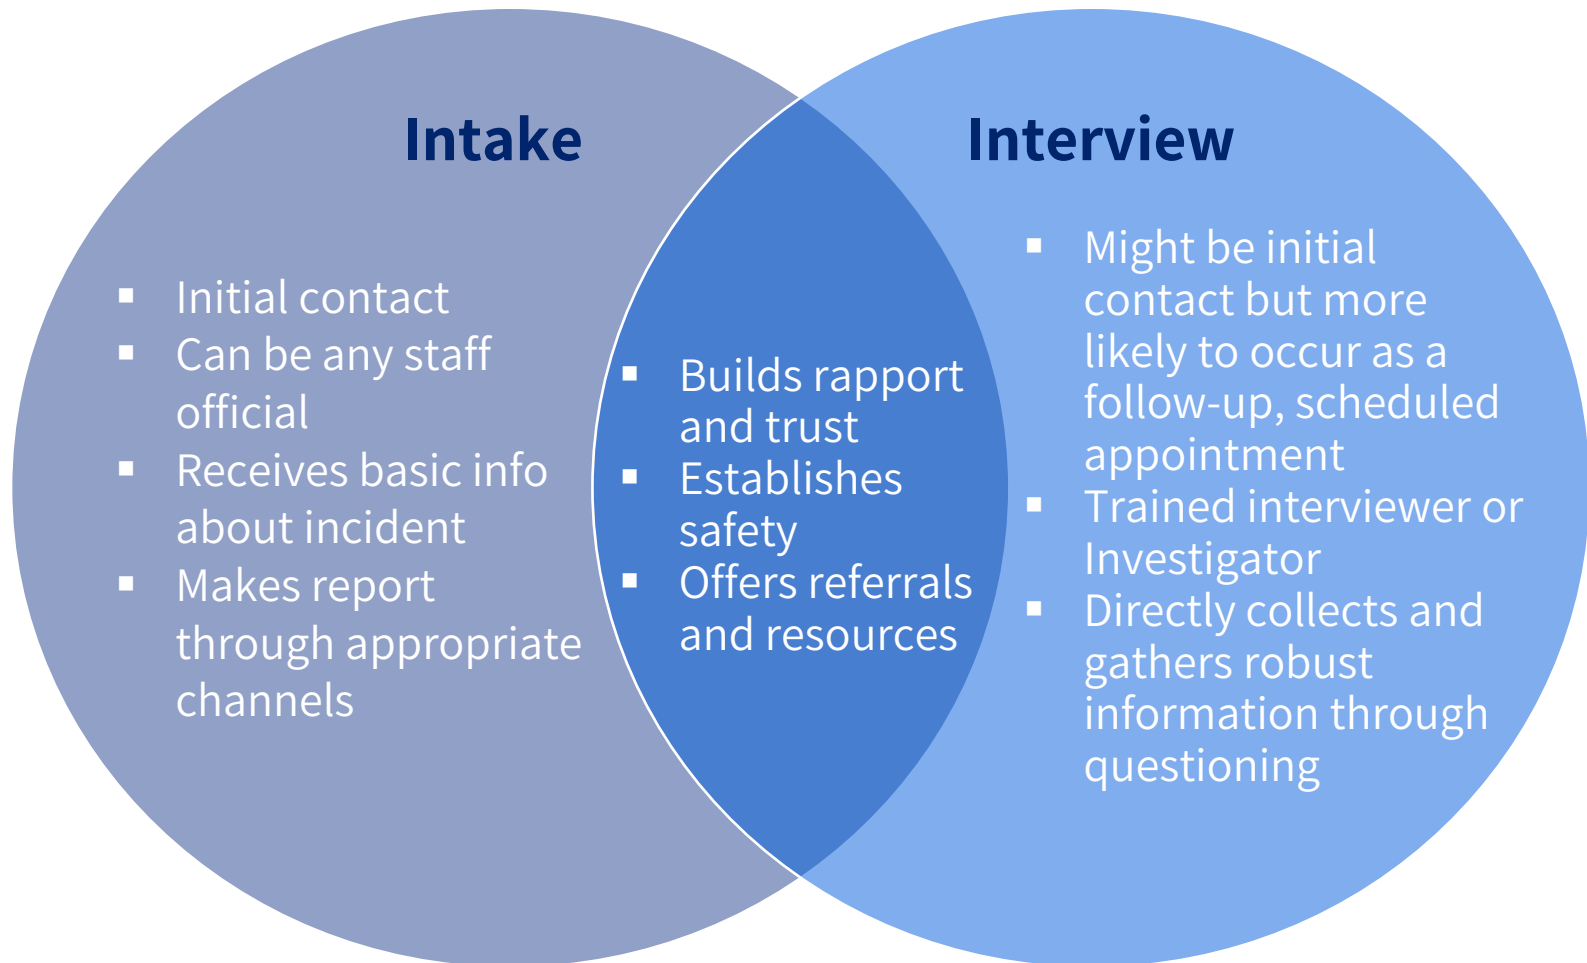 Intake
▪ Initial contact
▪ Can be any staff
official
▪ Receives basic info
about incident
▪ Makes report
through appropriate
channels
▪ Builds rapport
and trust
▪ Establishes
safety
▪ Offers referrals
and resources
Interview
▪ Might be initial
contact but more
likely to occur as a
follow-up, scheduled
appointment
▪ Trained interviewer or
Investigator
▪ Directly collects and
gathers robust
information through
questioning